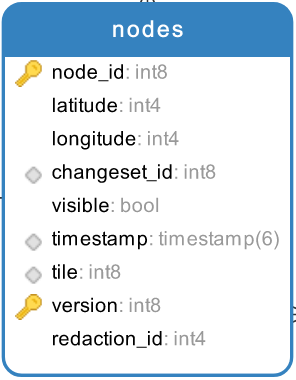 nodes
node_id: int8
latitude: int4
longitude: int4
changeset_id: int8
visible: bool
timestamp: timestamp(6)
tile: int8
version: int8
redaction_id: int4